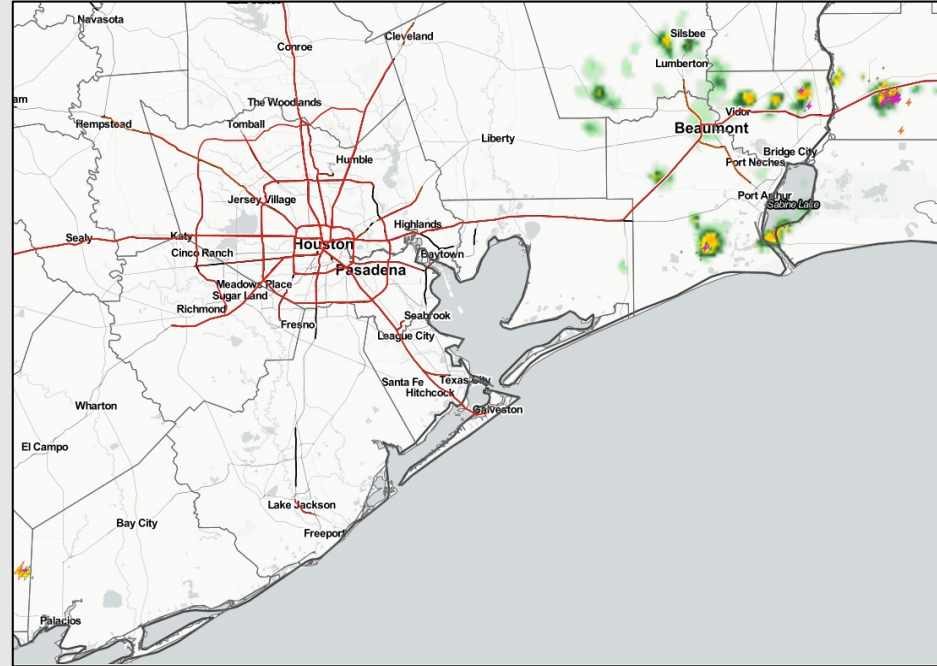 Navasota
Cleveland
Conroe
Silsbee
Lumberton
am
The Woodlands
Hempstead
Tomball
Vidor
Beaumont
Liberty
Humble
Bridge City
Port Neches
Jersey Village
Port Arthur
Sabine Lake
Highlands
Sealy
Katy
Houston
Cinco Ranch
Baytown
Pasadena
Meadows Place
Sugar Land
Richmond
Seabrook
Fresno
League City
Santa Fe
Texas City
Hitchcock
Wharton
Galveston
El Campo
Lake Jackson
Bay City
Freeport
Palacios